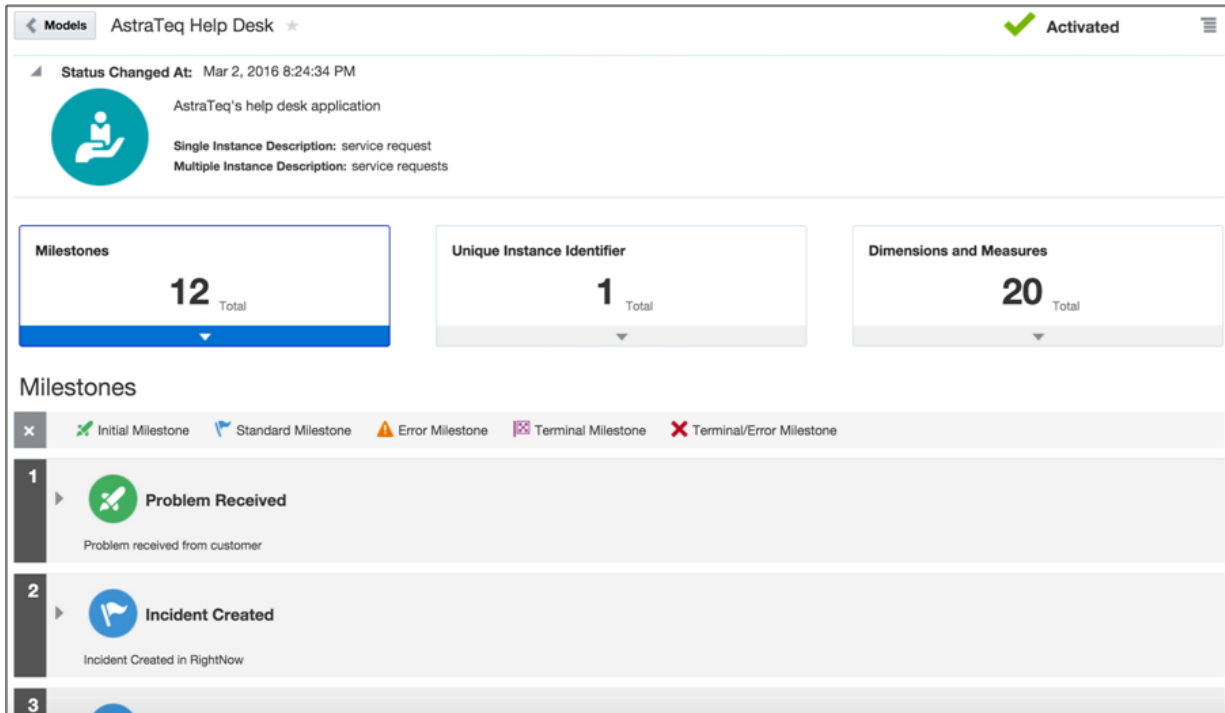 Models AstraTeq Help Desk Activated
Status Changed At: Mar 2, 2016 8:24:34 PM
AstraTeq's help desk application
Single Instance Description: service request
Multiple Instance Description: service requests
Milestones Unique Instance Identifier Dimensions and Measures
12 Total 1 Total 20 Total
Milestones
Initial Milestone Standard Milestone Error Milestone Terminal Milestone Terminal/Error Milestone
1 Problem Received
Problem received from customer
2 Incident Created
Incident Created in RightNow
3